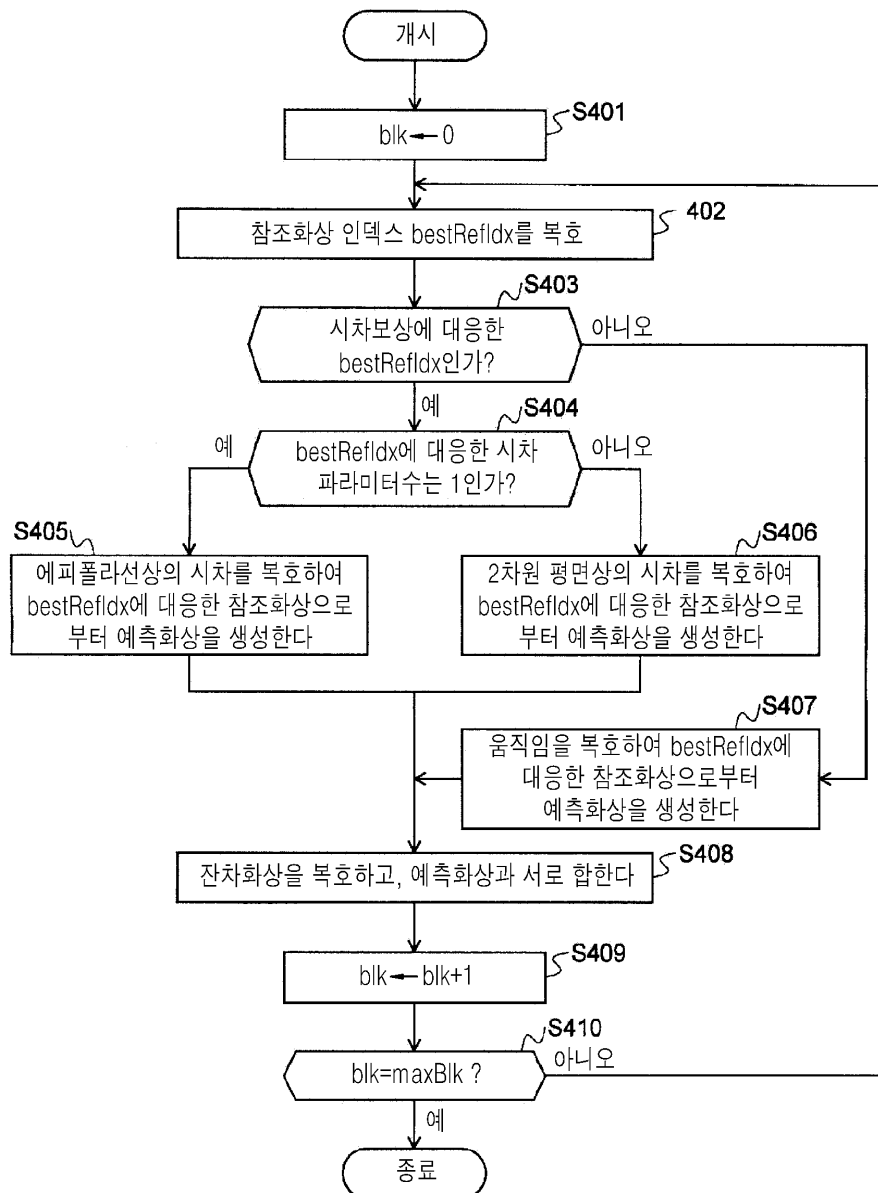 개시
S401
blk ← 0
402
참조화상 인덱스 bestRefIdx를 복호
S403
시차보상에 대응한
bestRefIdx인가?
아니오
예
S404
bestRefIdx에 대응한 시차
파라미터수는 1인가?
예
아니오
S405
에피폴라선상의 시차를 복호하여
bestRefIdx에 대응한 참조화상으로
부터 예측화상을 생성한다
S406
2차원 평면상의 시차를 복호하여
bestRefIdx에 대응한 참조화상으로
부터 예측화상을 생성한다
S407
움직임을 복호하여 bestRefIdx에
대응한 참조화상으로부터
예측화상을 생성한다
S408
잔차화상을 복호하고, 예측화상과 서로 합한다
S409
blk ← blk+1
S410
blk=maxBlk ?
아니오
예
종료